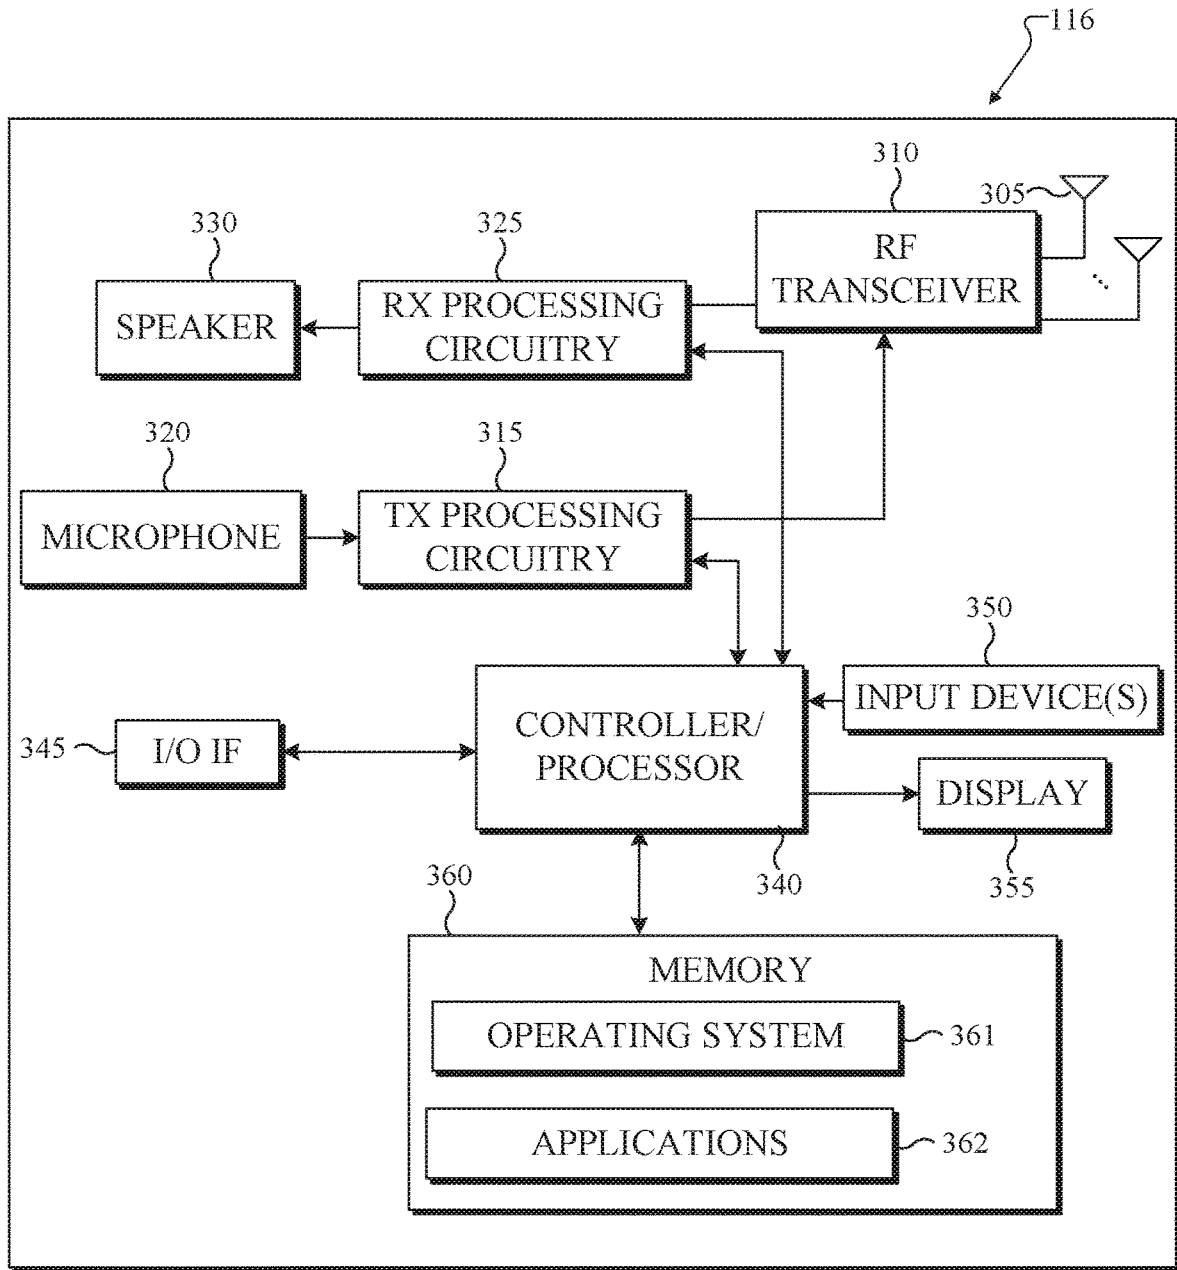 116
310
305
330
325
RF
TRANSCEIVER
SPEAKER
RX PROCESSING
CIRCUITRY
320
315
MICROPHONE
TX PROCESSING
CIRCUITRY
350
INPUT DEVICE(S)
345
I/O IF
CONTROLLER/
PROCESSOR
DISPLAY
340
355
360
MEMORY
OPERATING SYSTEM
361
APPLICATIONS
362